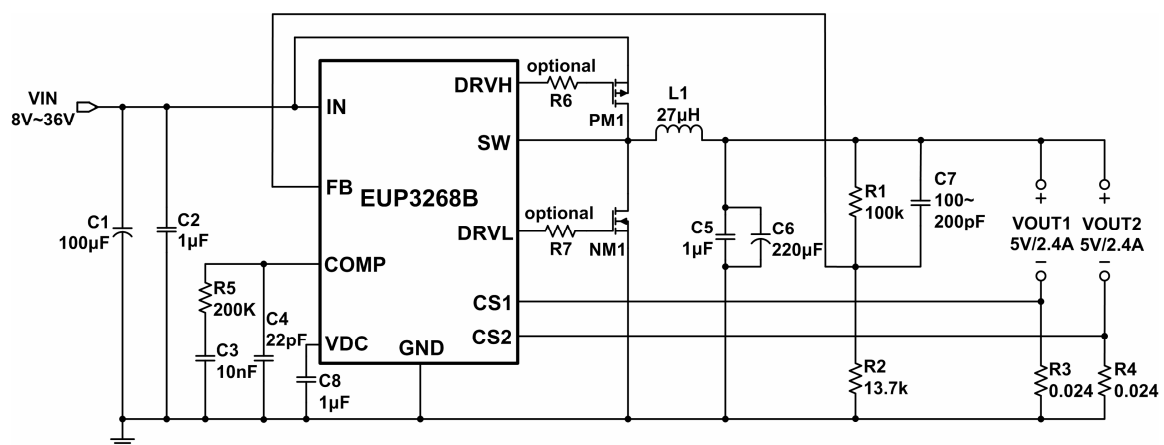 VIN
8V~36V
C1
100µF
C2
1µF
IN
FB
EUP3268B
COMP
VDC
GND
DRVH
SW
DRVL
CS1
CS2
R5
200K
C3
10nF
C4
22pF
C8
1µF
optional
R6
PM1
optional
R7
NM1
L1
27µH
C5
1µF
C6
220µF
R1
100k
C7
100~
200pF
R2
13.7k
+
VOUT1
5V/2.4A
−
+
VOUT2
5V/2.4A
−
R3
0.024
R4
0.024